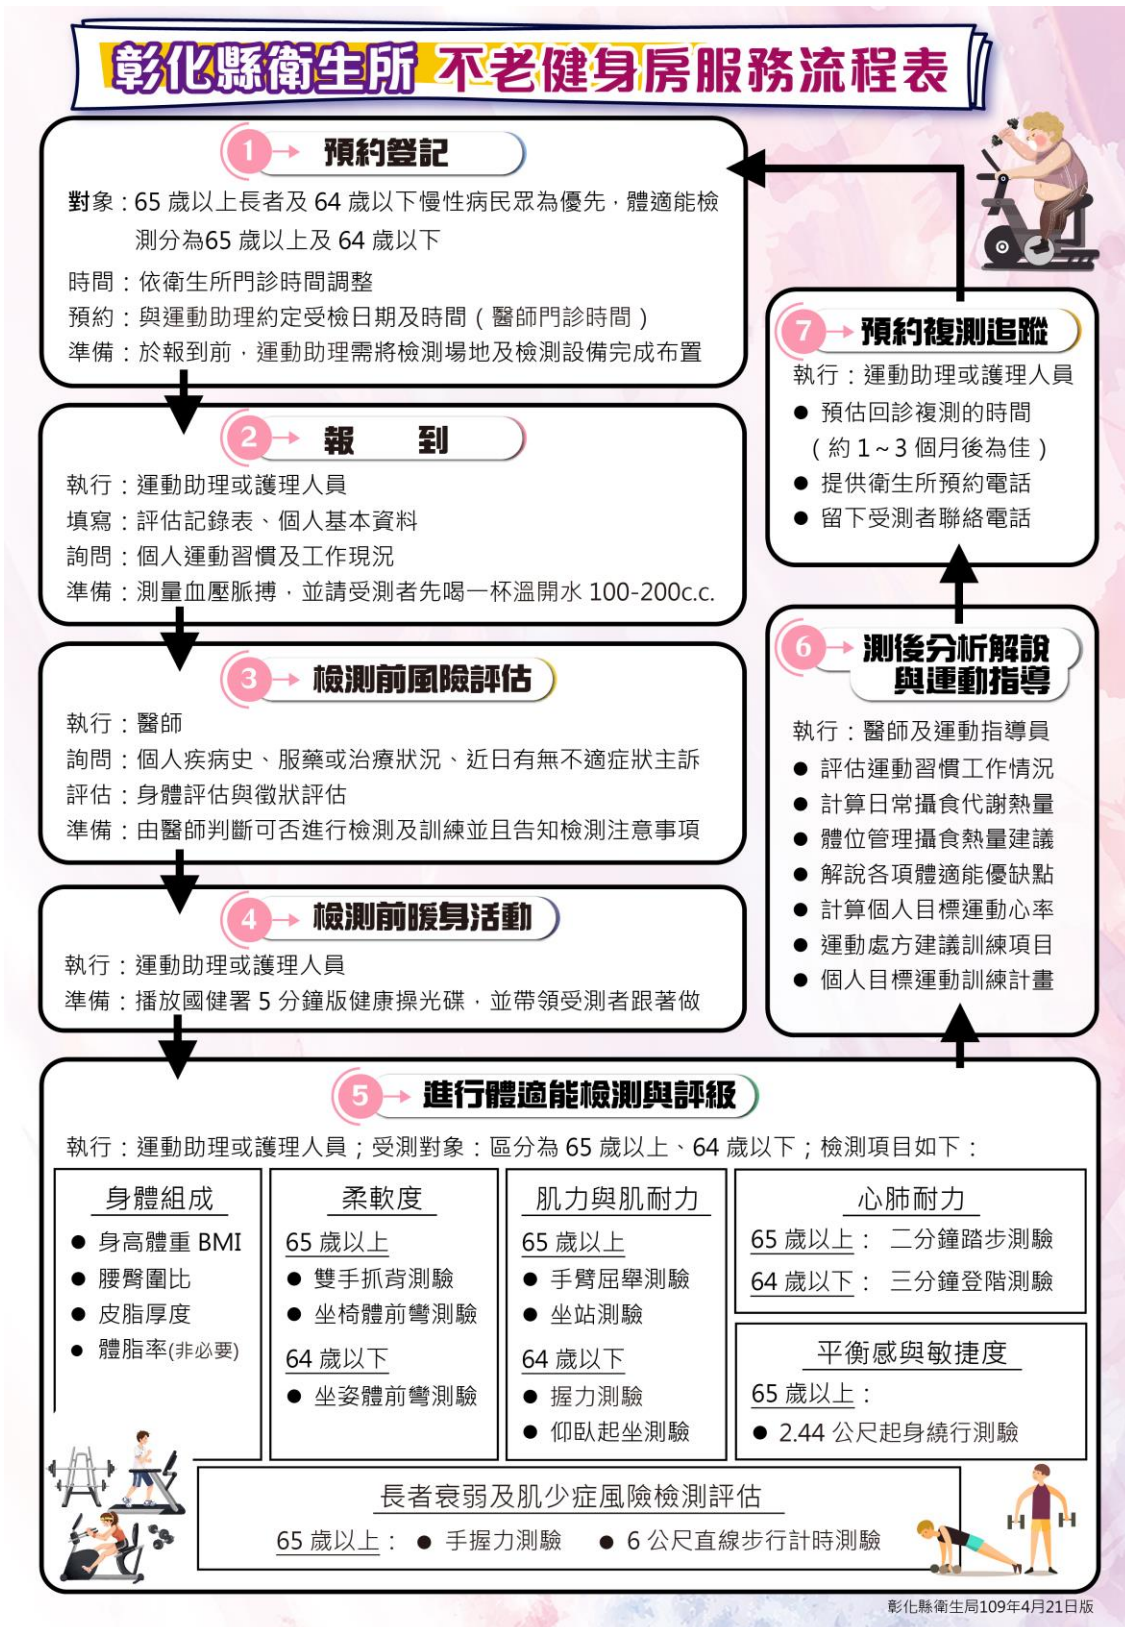 彰化縣衛生所 不老健身房服務流程表
1 預約登記
對象：65 歲以上長者及 64 歲以下慢性病民眾為優先，體適能檢
測分為65 歲以上及 64 歲以下
時間：依衛生所門診時間調整
預約：與運動助理約定受檢日期及時間（醫師門診時間）
準備：於報到前，運動助理需將檢測場地及檢測設備完成布置
2 報 到
執行：運動助理或護理人員
填寫：評估記錄表、個人基本資料
詢問：個人運動習慣及工作現況
準備：測量血壓脈搏，並請受測者先喝一杯溫開水 100-200c.c.
3 檢測前風險評估
執行：醫師
詢問：個人疾病史、服藥或治療狀況、近日有無不適症狀主訴
評估：身體評估與徵狀評估
準備：由醫師判斷可否進行檢測及訓練並且告知檢測注意事項
4 檢測前暖身活動
執行：運動助理或護理人員
準備：播放國健署 5 分鐘版健康操光碟，並帶領受測者跟著做
5 進行體適能檢測與評級
執行：運動助理或護理人員；受測對象：區分為 65 歲以上、64 歲以下；檢測項目如下：
身體組成
● 身高體重 BMI
● 腰臀圍比
● 皮脂厚度
● 體脂率(非必要)
柔軟度
65 歲以上
● 雙手抓背測驗
● 坐椅體前彎測驗
64 歲以下
● 坐姿體前彎測驗
肌力與肌耐力
65 歲以上
● 手臂屈舉測驗
● 坐站測驗
64 歲以下
● 握力測驗
● 仰臥起坐測驗
心肺耐力
65 歲以上： 二分鐘踏步測驗
64 歲以下： 三分鐘登階測驗
平衡感與敏捷度
65 歲以上：
● 2.44 公尺起身繞行測驗
長者衰弱及肌少症風險檢測評估
65 歲以上： ● 手握力測驗 ● 6 公尺直線步行計時測驗
6 測後分析解說
與運動指導
執行：醫師及運動指導員
● 評估運動習慣工作情況
● 計算日常攝食代謝熱量
● 體位管理攝食熱量建議
● 解說各項體適能優缺點
● 計算個人目標運動心率
● 運動處方建議訓練項目
● 個人目標運動訓練計畫
7 預約複測追蹤
執行：運動助理或護理人員
● 預估回診複測的時間
（約 1~3 個月後為佳）
● 提供衛生所預約電話
● 留下受測者聯絡電話
彰化縣衛生局109年4月21日版